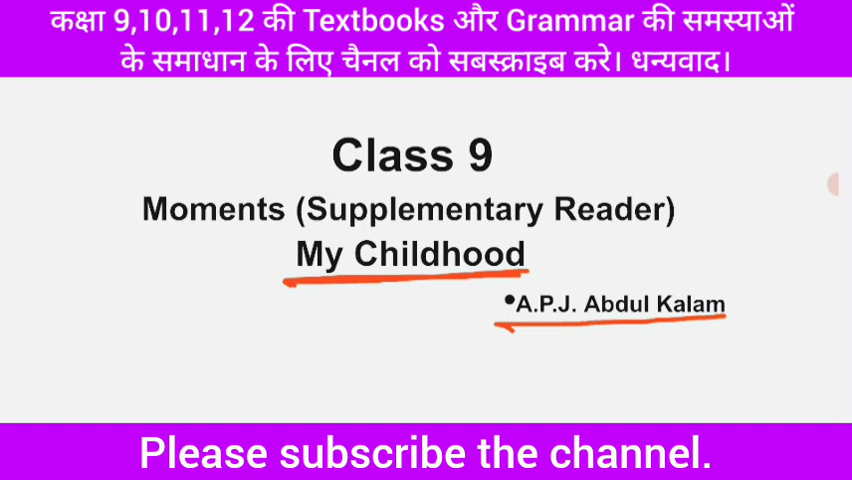 कक्षा 9,10,11,12 की Textbooks और Grammar की समस्याओं
के समाधान के लिए चैनल को सबस्क्राइब करे। धन्यवाद।
Class 9
Moments (Supplementary Reader)
My Childhood
•A.P.J. Abdul Kalam
Please subscribe the channel.